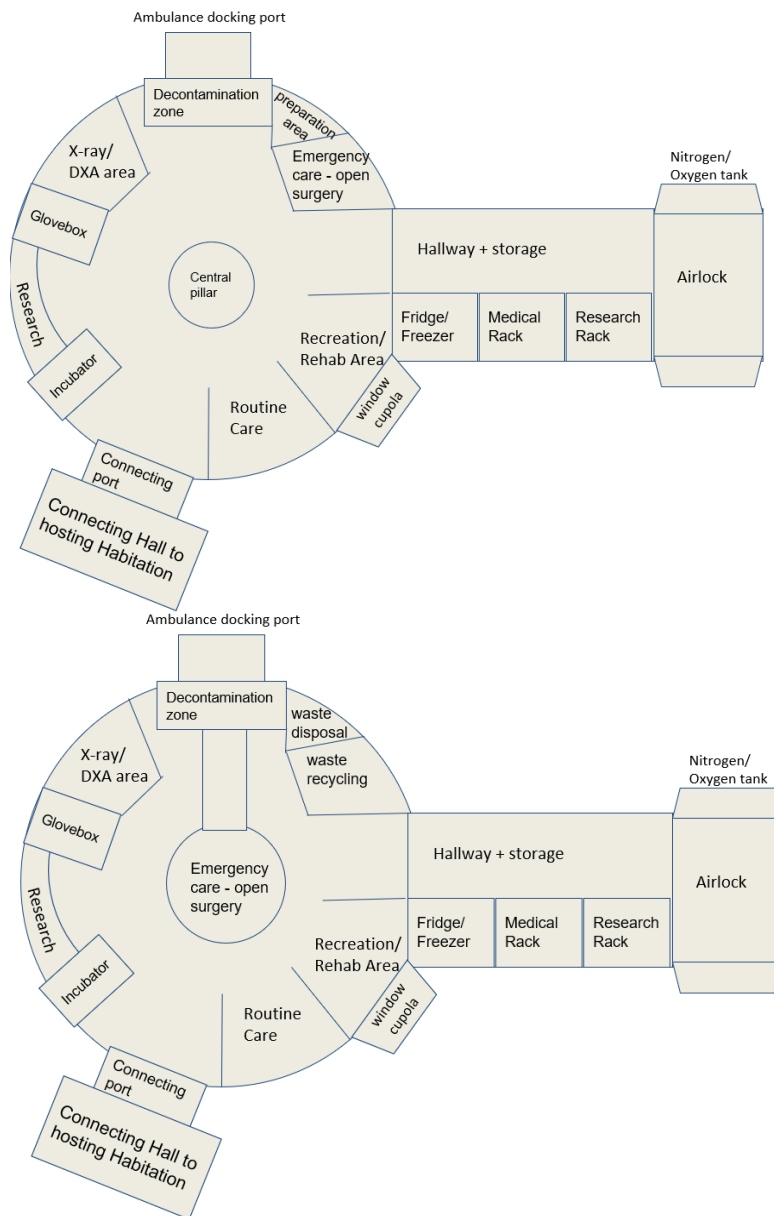 Ambulance docking port
Decontamination
zone
preparation
area
X-ray/
DXA area
Emergency
care - open
surgery
Nitrogen/
Oxygen tank
Glovebox
Hallway + storage
Airlock
Central
pillar
Research
Fridge/
Freezer
Medical
Rack
Research
Rack
Recreation/
Rehab Area
Incubator
window
cupola
Routine
Care
Connecting
port
Connecting Hall to
hosting Habitation
Ambulance docking port
Decontamination
zone
waste
disposal
X-ray/
DXA area
waste
recycling
Nitrogen/
Oxygen tank
Glovebox
Hallway + storage
Airlock
Emergency
care - open
surgery
Research
Fridge/
Freezer
Medical
Rack
Research
Rack
Recreation/
Rehab Area
Incubator
window
cupola
Routine
Care
Connecting
port
Connecting Hall to
hosting Habitation